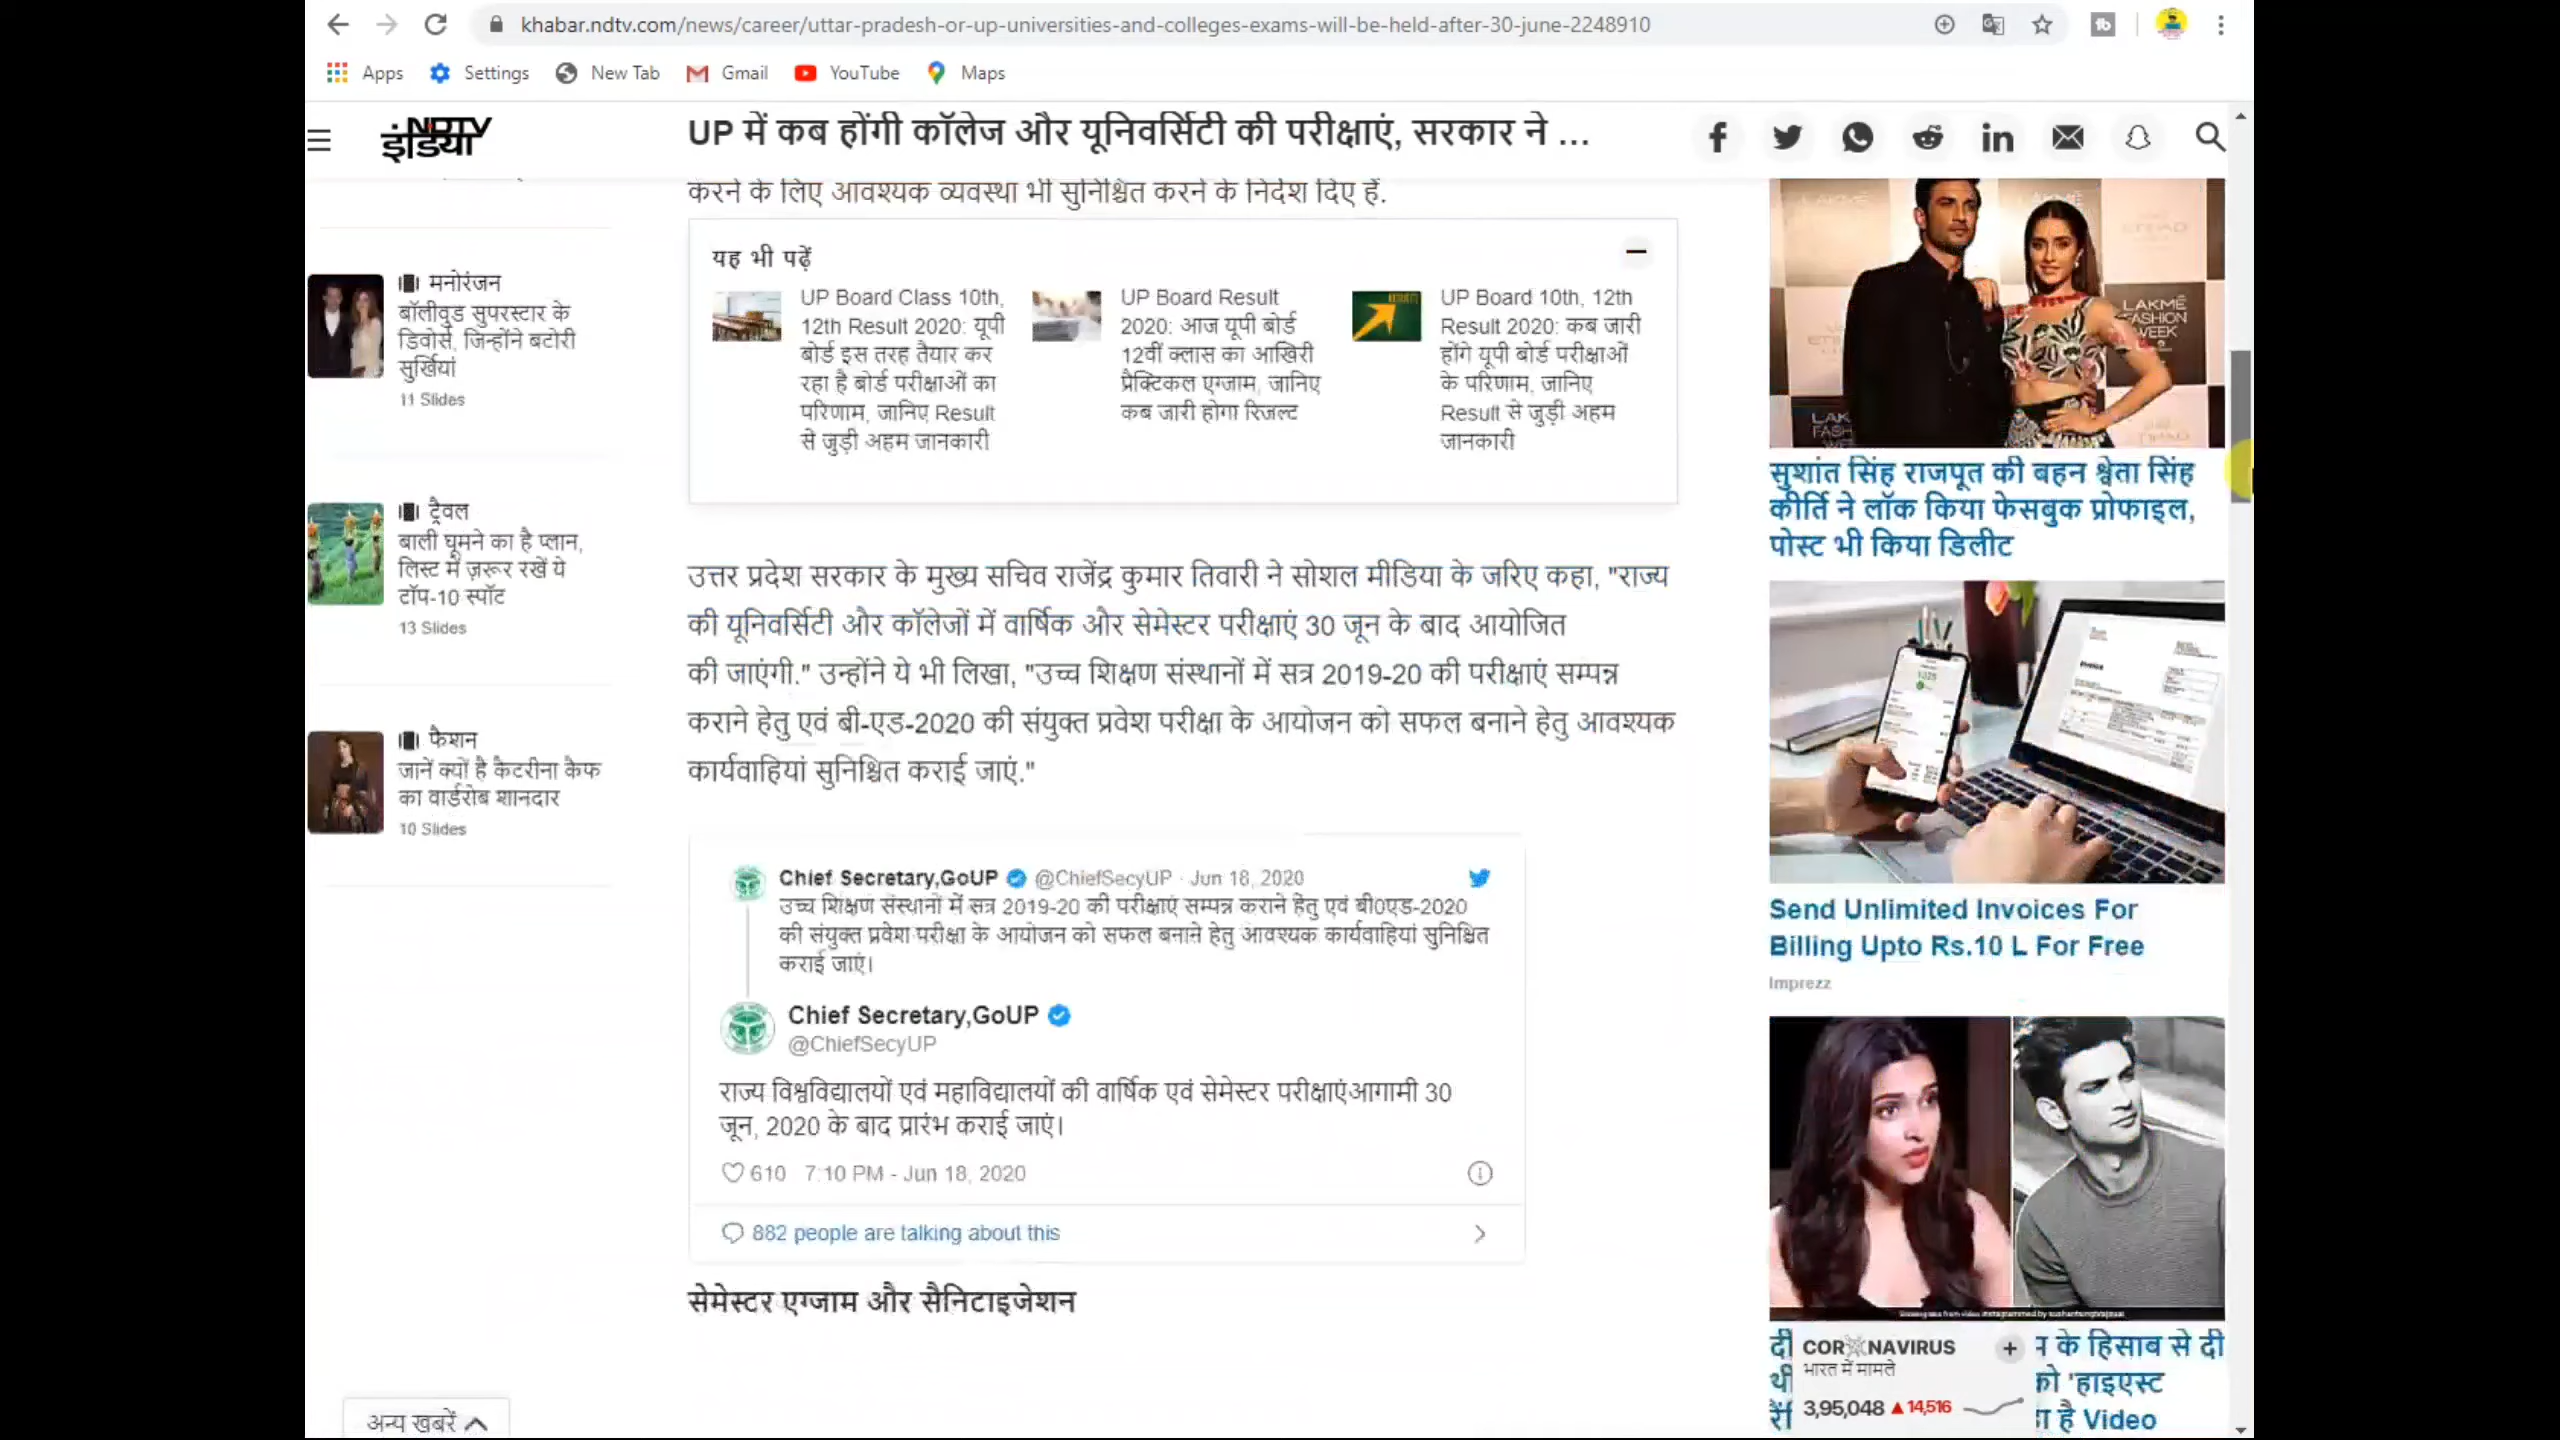 khabar.ndtv.com/news/career/uttar-pradesh-or-up-universities-and-colleges-exams-will-be-held-after-30-june-2248910
Apps Settings New Tab Gmail YouTube Maps
NDTV
इंडिया
UP में कब होंगी कॉलेज और यूनिवर्सिटी की परीक्षाएं, सरकार ने ...
करने के लिए आवश्यक व्यवस्था भी सुनिश्चित करने के निर्देश दिए हैं.
मनोरंजन
बॉलीवुड सुपरस्टार के
डिवोर्स, जिन्होंने बटोरी
सुर्खियां
11 Slides
ट्रैवल
बाली घूमने का है प्लान,
लिस्ट में ज़रूर रखें ये
टॉप-10 स्पॉट
13 Slides
फैशन
जानें क्यों है कैटरीना कैफ
का वार्डरोब शानदार
10 Slides
अन्य खबरें
यह भी पढ़ें
UP Board Class 10th,
12th Result 2020: यूपी
बोर्ड इस तरह तैयार कर
रहा है बोर्ड परीक्षाओं का
परिणाम, जानिए Result
से जुड़ी अहम जानकारी
UP Board Result
2020: आज यूपी बोर्ड
12वीं क्लास का आखिरी
प्रैक्टिकल एग्जाम, जानिए
कब जारी होगा रिजल्ट
UP Board 10th, 12th
Result 2020: कब जारी
होंगे यूपी बोर्ड परीक्षाओं
के परिणाम, जानिए
Result से जुड़ी अहम
जानकारी
उत्तर प्रदेश सरकार के मुख्य सचिव राजेंद्र कुमार तिवारी ने सोशल मीडिया के जरिए कहा, "राज्य
की यूनिवर्सिटी और कॉलेजों में वार्षिक और सेमेस्टर परीक्षाएं 30 जून के बाद आयोजित
की जाएंगी." उन्होंने ये भी लिखा, "उच्च शिक्षण संस्थानों में सत्र 2019-20 की परीक्षाएं सम्पन्न
कराने हेतु एवं बी-एड-2020 की संयुक्त प्रवेश परीक्षा के आयोजन को सफल बनाने हेतु आवश्यक
कार्यवाहियां सुनिश्चित कराई जाएं."
Chief Secretary,GoUP @ChiefSecyUP · Jun 18, 2020
उच्च शिक्षण संस्थानों में सत्र 2019-20 की परीक्षाएं सम्पन्न कराने हेतु एवं बी0एड-2020
की संयुक्त प्रवेश परीक्षा के आयोजन को सफल बनाने हेतु आवश्यक कार्यवाहियां सुनिश्चित
कराई जाएं।
Chief Secretary,GoUP
@ChiefSecyUP
राज्य विश्वविद्यालयों एवं महाविद्यालयों की वार्षिक एवं सेमेस्टर परीक्षाएंआगामी 30
जून, 2020 के बाद प्रारंभ कराई जाएं।
610 7:10 PM - Jun 18, 2020
882 people are talking about this
सेमेस्टर एग्जाम और सैनिटाइजेशन
LAKMÉ
FASHION
WEEK
सुशांत सिंह राजपूत की बहन श्वेता सिंह
कीर्ति ने लॉक किया फेसबुक प्रोफाइल,
पोस्ट भी किया डिलीट
Send Unlimited Invoices For
Billing Upto Rs.10 L For Free
Imprezz
के हिसाब से दी
को 'हाइएस्ट
है Video
CORONAVIRUS
भारत में मामले
3,95,048 ▲14,516